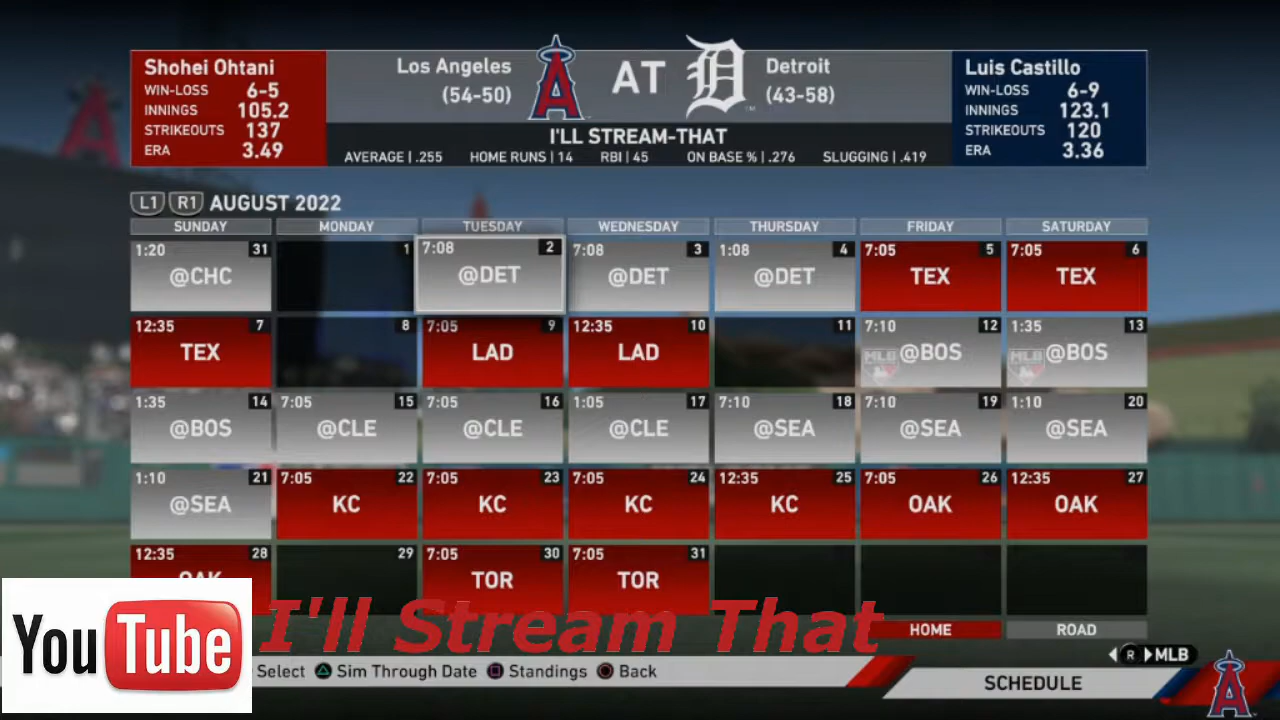 Shohei Ohtani
WIN-LOSS 6-5
INNINGS 105.2
STRIKEOUTS 137
ERA 3.49
Los Angeles
(54-50)
A
AT
D
Detroit
(43-58)
I'LL STREAM-THAT
AVERAGE | .255 HOME RUNS | 14 RBI | 45 ON BASE % | .276 SLUGGING | .419
Luis Castillo
WIN-LOSS 6-9
INNINGS 123.1
STRIKEOUTS 120
ERA 3.36
L1 R1 AUGUST 2022
SUNDAY MONDAY TUESDAY WEDNESDAY THURSDAY FRIDAY SATURDAY
1:20 31 1 7:08 2 7:08 3 1:08 4 7:05 5 7:05 6
@CHC @DET @DET @DET TEX TEX
12:35 7 8 7:05 9 12:35 10 11 7:10 12 1:35 13
TEX LAD LAD MLB @BOS MLB @BOS
1:35 14 7:05 15 7:05 16 1:05 17 7:10 18 7:10 19 1:10 20
@BOS @CLE @CLE @CLE @SEA @SEA @SEA
1:10 21 7:05 22 7:05 23 7:05 24 12:35 25 7:05 26 12:35 27
@SEA KC KC KC KC OAK OAK
12:35 28 29 7:05 30 7:05 31
OAK TOR TOR
HOME ROAD
YouTube
I'll Stream That
R MLB
Select Sim Through Date Standings Back
SCHEDULE
A